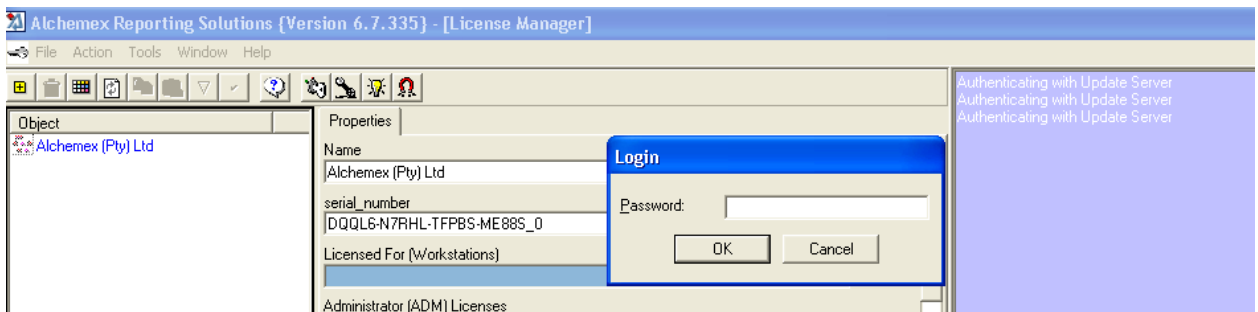 Alchemex Reporting Solutions {Version 6.7.335} - [License Manager]
File Action Tools Window Help
Object
Alchemex (Pty) Ltd
Properties
Name
Alchemex (Pty) Ltd
serial_number
DQQL6-N7RHL-TFPBS-ME88S_0
Licensed For (Workstations)
Administrator (ADM) Licenses
Login
Password:
OK Cancel
Authenticating with Update Server
Authenticating with Update Server
Authenticating with Update Server